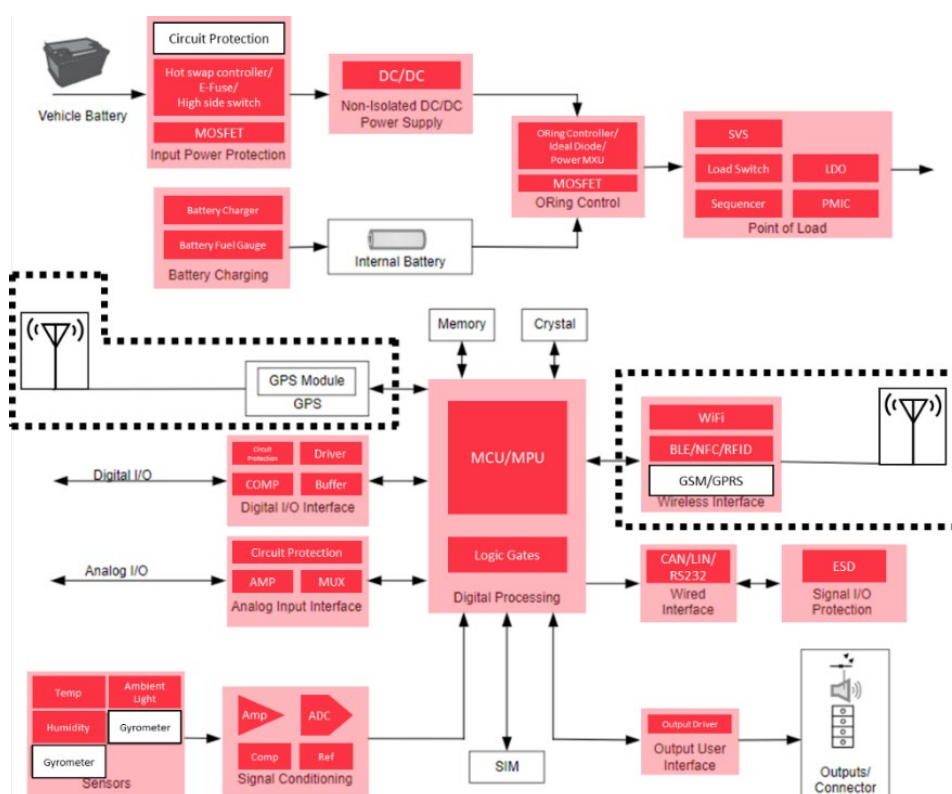 Circuit Protection
Hot swap controller/
E-Fuse/
High side switch
MOSFET
Input Power Protection
Vehicle Battery
DC/DC
Non-Isolated DC/DC
Power Supply
ORing Controller/
Ideal Diode/
Power MXU
MOSFET
ORing Control
SVS
Load Switch
LDO
Sequencer
PMIC
Point of Load
Battery Charger
Battery Fuel Gauge
Battery Charging
Internal Battery
Memory
Crystal
GPS Module
GPS
MCU/MPU
Logic Gates
Digital Processing
WiFi
BLE/NFC/RFID
GSM/GPRS
Wireless Interface
Digital I/O
Circuit
Protection
Driver
COMP
Buffer
Digital I/O Interface
Analog I/O
Circuit Protection
AMP
MUX
Analog Input Interface
CAN/LIN/
RS232
Wired
Interface
ESD
Signal I/O
Protection
Temp
Ambient
Light
Humidity
Gyrometer
Gyrometer
Sensors
Amp
ADC
Comp
Ref
Signal Conditioning
SIM
Output Driver
Output User
Interface
Outputs/
Connector